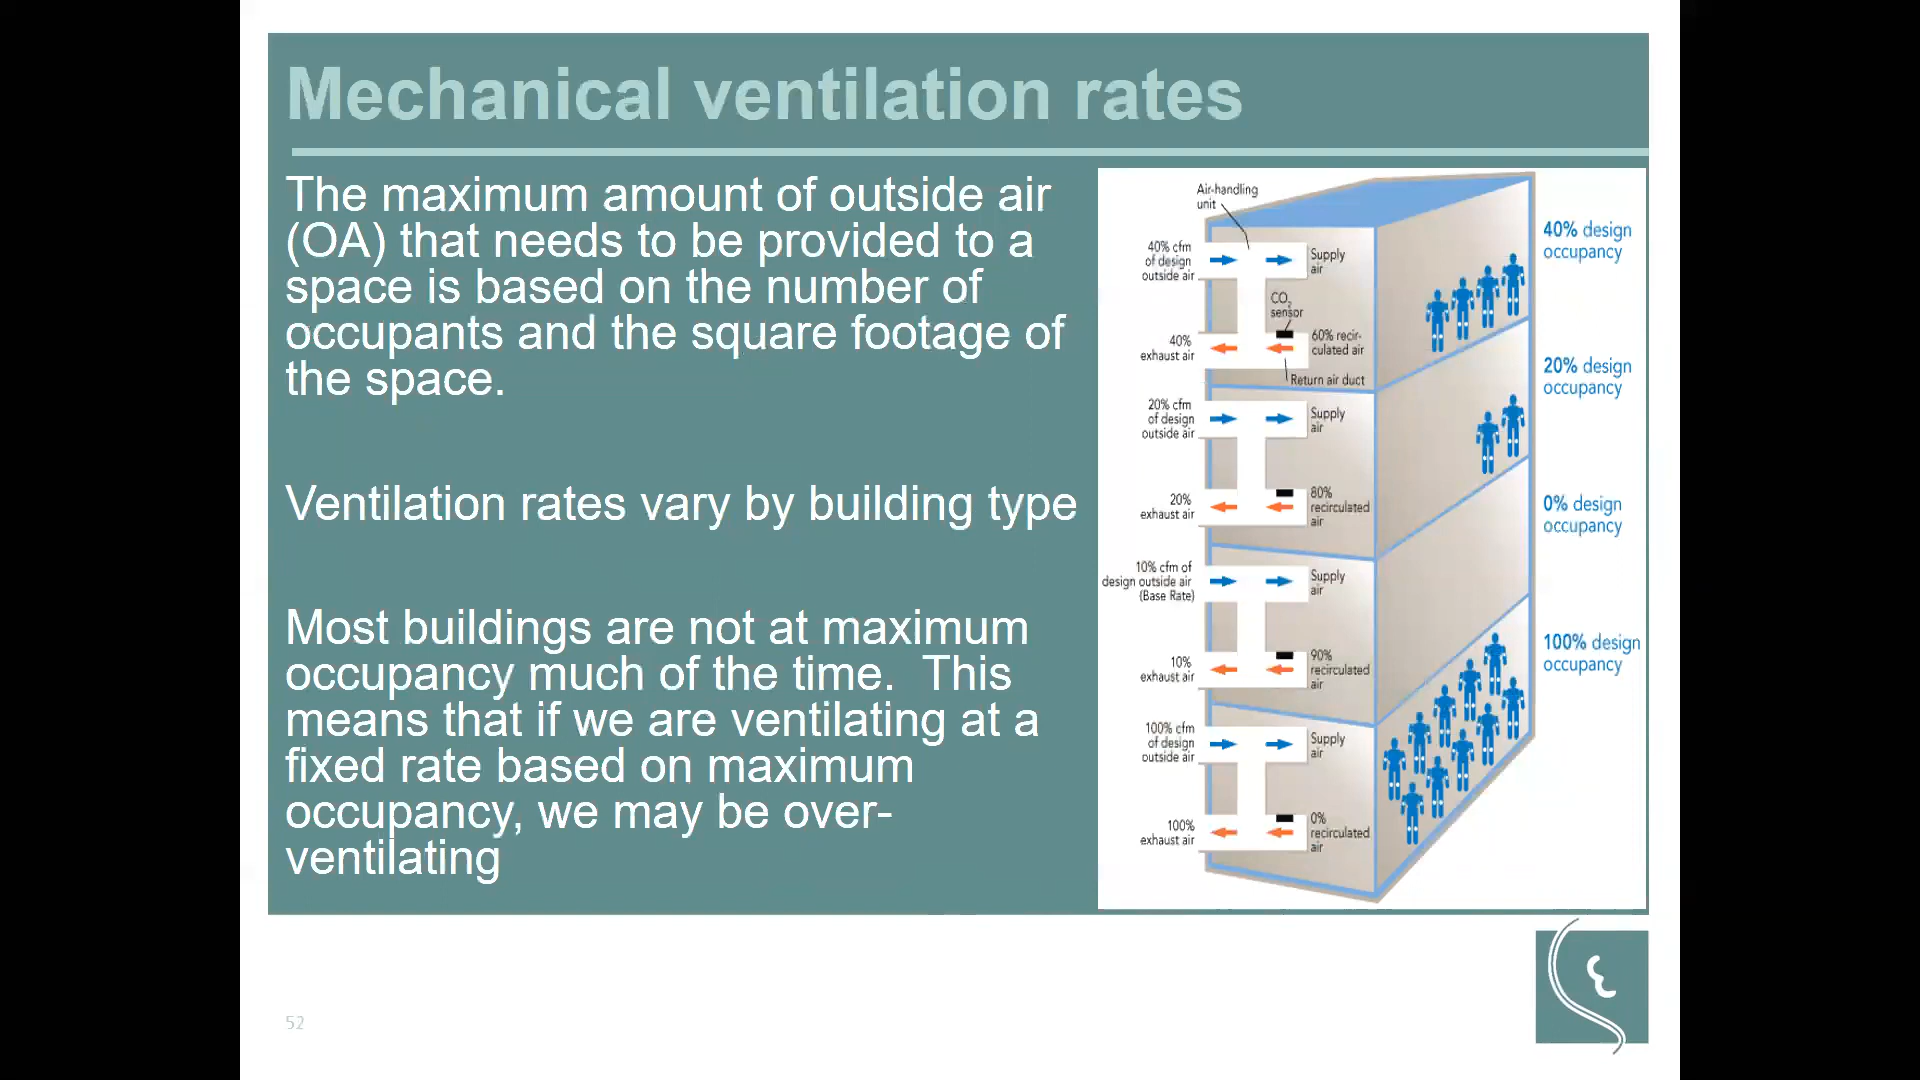 Mechanical ventilation rates
The maximum amount of outside air
(OA) that needs to be provided to a
space is based on the number of
occupants and the square footage of
the space.
Ventilation rates vary by building type
Most buildings are not at maximum
occupancy much of the time.  This
means that if we are ventilating at a
fixed rate based on maximum
occupancy, we may be over-
ventilating
Air-handling
unit
40% cfm
of design
outside air
Supply
air
CO₂
sensor
40%
exhaust air
60% recir-
culated air
Return air duct
40% design
occupancy
20% cfm
of design
outside air
Supply
air
20%
exhaust air
80%
recirculated
air
20% design
occupancy
10% cfm of
design outside air
(Base Rate)
Supply
air
10%
exhaust air
90%
recirculated
air
0% design
occupancy
100% cfm
of design
outside air
Supply
air
100%
exhaust air
0%
recirculated
air
100% design
occupancy
52